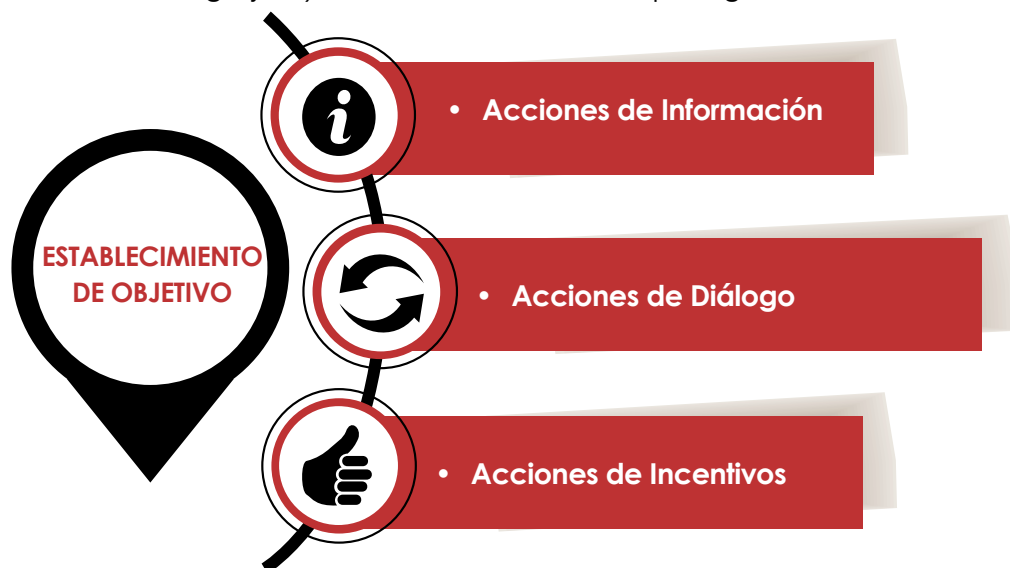 ESTABLECIMIENTO
DE OBJETIVO
• Acciones de Información
• Acciones de Diálogo
• Acciones de Incentivos